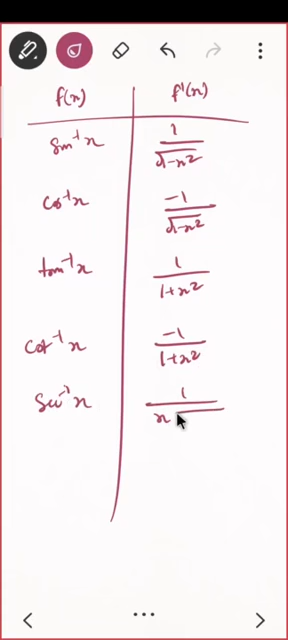 f(x) f'(x)
sin⁻¹x 1/√(1-x²)
cos⁻¹x -1/√(1-x²)
tan⁻¹x 1/(1+x²)
cot⁻¹x -1/(1+x²)
sec⁻¹x 1/(x√)